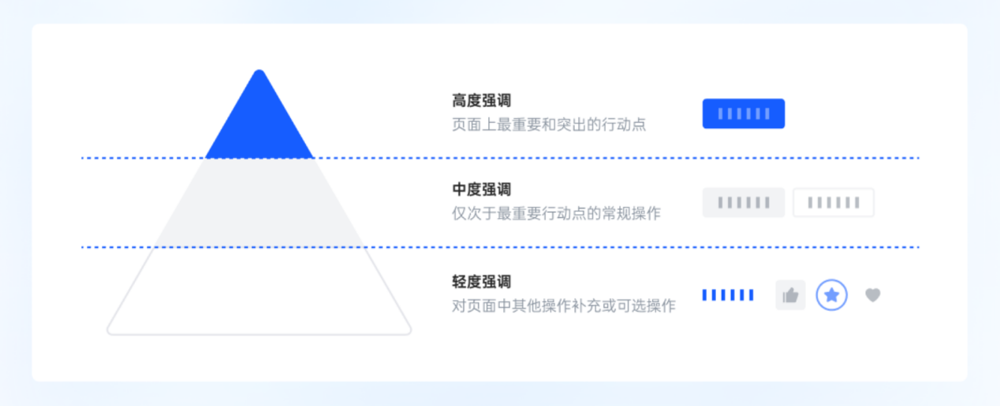 高度强调
页面上最重要和突出的行动点
中度强调
仅次于最重要行动点的常规操作
轻度强调
对页面中其他操作补充或可选操作